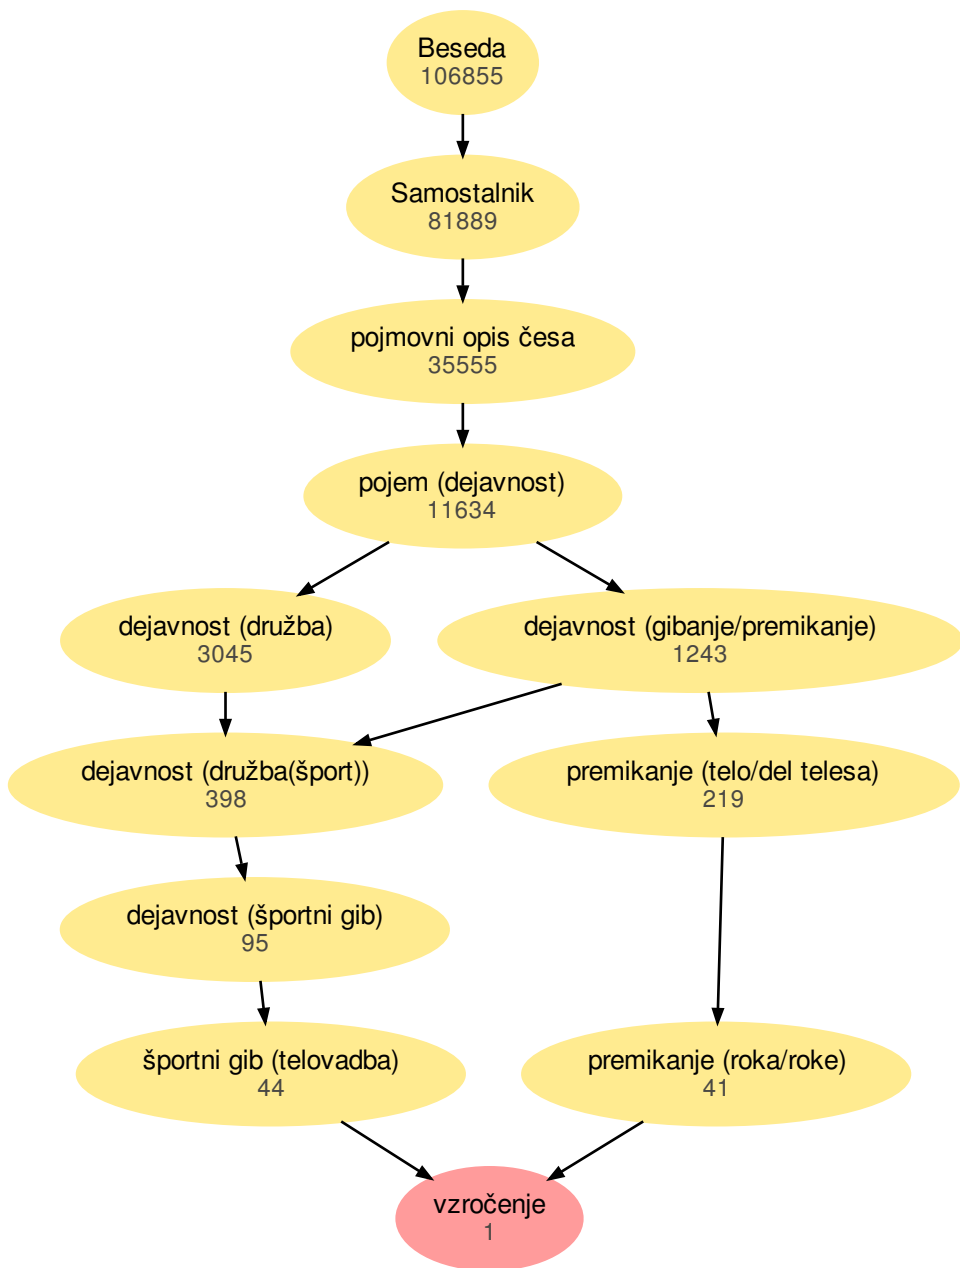 Beseda
106855
Samostalnik
81889
pojmovni opis česa
35555
pojem (dejavnost)
11634
dejavnost (družba)
3045
dejavnost (gibanje/premikanje)
1243
dejavnost (družba(šport))
398
premikanje (telo/del telesa)
219
dejavnost (športni gib)
95
športni gib (telovadba)
44
premikanje (roka/roke)
41
vzročenje
1